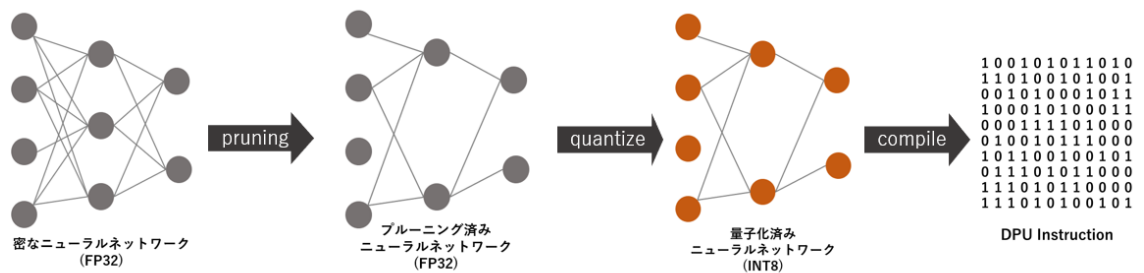 pruning
quantize
compile
1 0 0 1 0 1 0 1 1 0 1 0
1 1 0 1 0 0 1 0 1 0 0 1
0 0 1 0 1 0 0 0 1 0 1 1
1 0 0 0 1 0 1 0 0 0 1 1
0 0 0 1 1 1 1 0 1 0 0 0
0 1 0 0 1 0 1 1 1 0 0 0
1 0 1 1 0 1 0 0 0 1 0 1
0 1 1 1 0 1 0 1 1 0 0 0
1 1 1 0 1 0 1 1 0 0 0 0
1 1 1 0 1 0 1 0 0 1 0 1
密なニューラルネットワーク
(FP32)
プルーニング済み
ニューラルネットワーク
(FP32)
量子化済み
ニューラルネットワーク
(INT8)
DPU Instruction